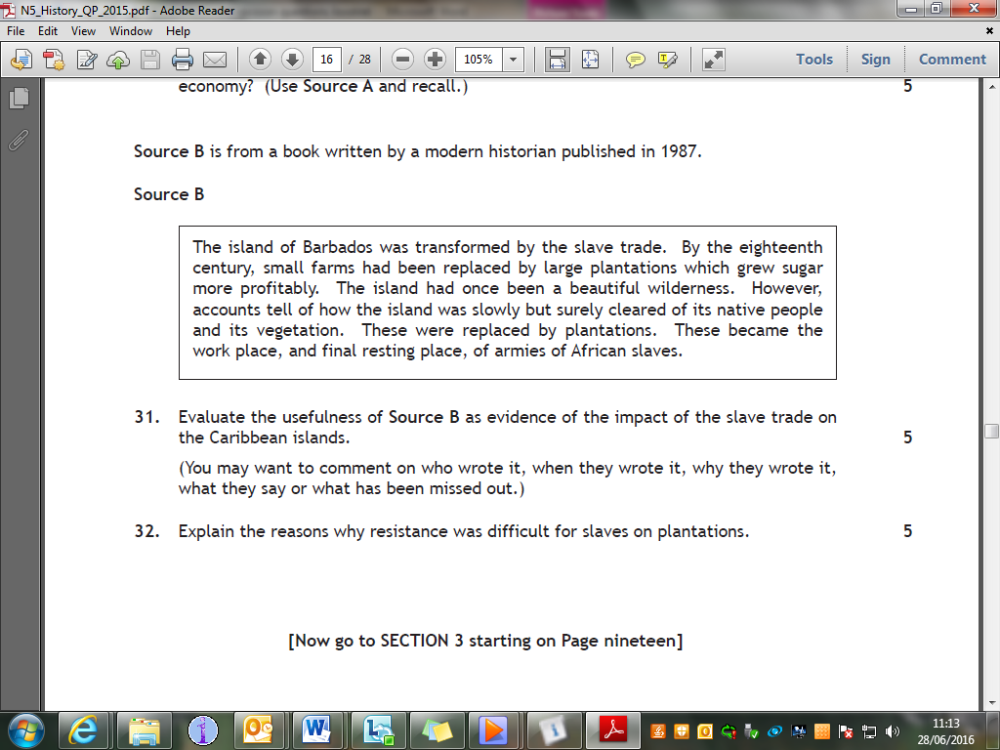 N5_History_QP_2015.pdf - Adobe Reader
File Edit View Window Help
16 / 28
105%
Tools Sign Comment
economy? (Use Source A and recall.) 5
Source B is from a book written by a modern historian published in 1987.
Source B
The island of Barbados was transformed by the slave trade. By the eighteenth
century, small farms had been replaced by large plantations which grew sugar
more profitably. The island had once been a beautiful wilderness. However,
accounts tell of how the island was slowly but surely cleared of its native people
and its vegetation. These were replaced by plantations. These became the
work place, and final resting place, of armies of African slaves.
31. Evaluate the usefulness of Source B as evidence of the impact of the slave trade on
the Caribbean islands. 5
(You may want to comment on who wrote it, when they wrote it, why they wrote it,
what they say or what has been missed out.)
32. Explain the reasons why resistance was difficult for slaves on plantations. 5
[Now go to SECTION 3 starting on Page nineteen]
11:13
28/06/2016